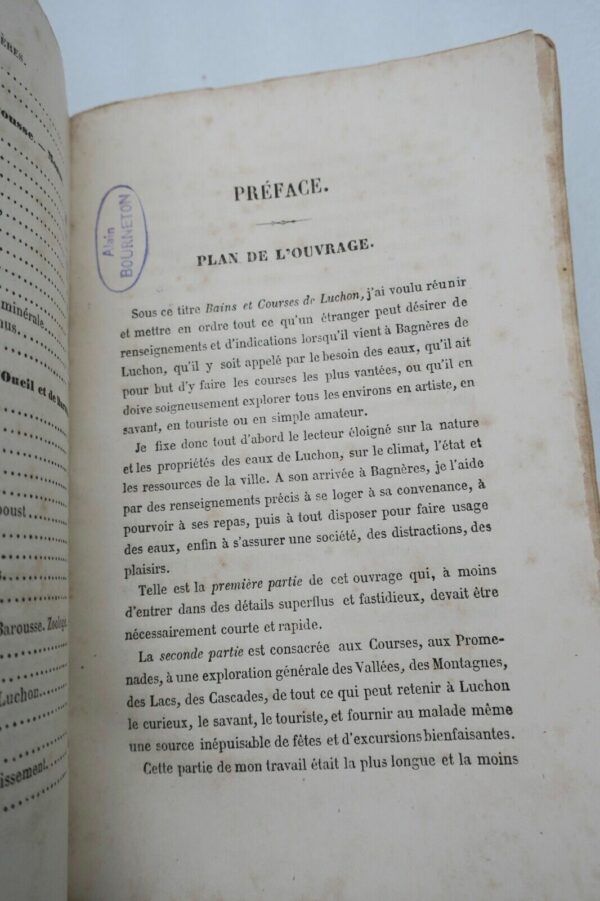 ÈRES.
minérale
Oueil et de
poust
Barousse. Zoologe
Luchon
issement.
Alain
BOURNETON
PRÉFACE.
PLAN DE L'OUVRAGE.
Sous ce titre Bains et Courses de Luchon, j'ai voulu réunir
et mettre en ordre tout ce qu'un étranger peut désirer de
renseignements et d'indications lorsqu'il vient à Bagnères de
Luchon, qu'il y soit appelé par le besoin des eaux, qu'il ait
pour but d'y faire les courses les plus vantées, ou qu'il en
doive soigneusement explorer tous les environs en artiste, en
savant, en touriste ou en simple amateur.
Je fixe donc tout d'abord le lecteur éloigné sur la nature
et les propriétés des eaux de Luchon, sur le climat, l'état et
les ressources de la ville. A son arrivée à Bagnères, je l'aide
par des renseignements précis à se loger à sa convenance, à
pourvoir à ses repas, puis à tout disposer pour faire usage
des eaux, enfin à s'assurer une société, des distractions, des
plaisirs.
Telle est la première partie de cet ouvrage qui, à moins
d'entrer dans des détails superflus et fastidieux, devait être
nécessairement courte et rapide.
La seconde partie est consacrée aux Courses, aux Prome-
nades, à une exploration générale des Vallées, des Montagnes,
des Lacs, des Cascades, de tout ce qui peut retenir à Luchon
le curieux, le savant, le touriste, et fournir au malade même
une source inépuisable de fêtes et d'excursions bienfaisantes.
Cette partie de mon travail était la plus longue et la moins